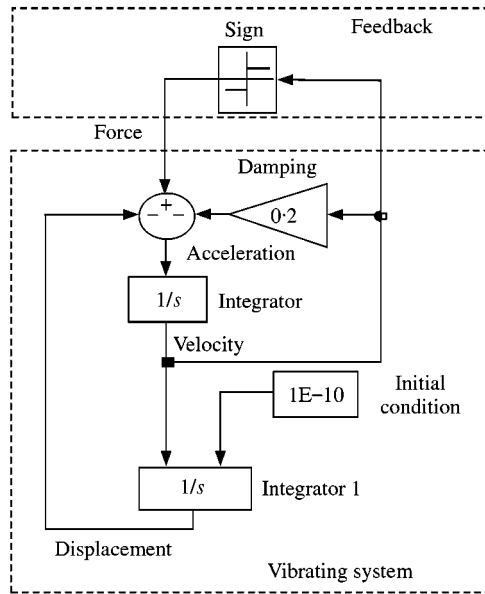 Sign
Feedback
Force
Damping
+
− −
0·2
Acceleration
1/s
Integrator
Velocity
1E−10
Initial
condition
1/s
Integrator 1
Displacement
Vibrating system